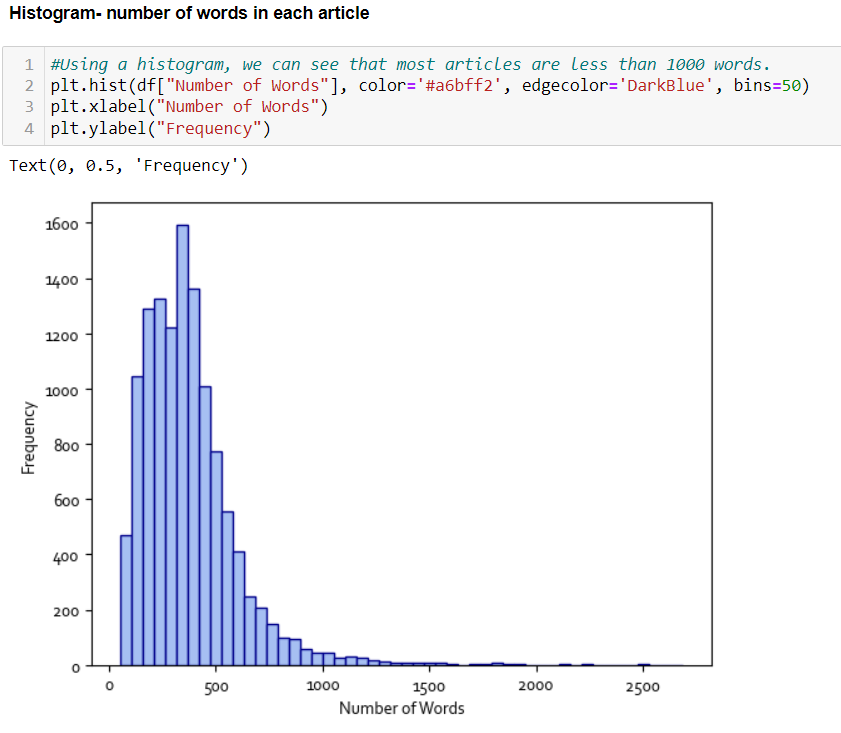 Histogram- number of words in each article
1 #Using a histogram, we can see that most articles are less than 1000 words.
2 plt.hist(df["Number of Words"], color='#a6bff2', edgecolor='DarkBlue', bins=50)
3 plt.xlabel("Number of Words")
4 plt.ylabel("Frequency")
Text(0, 0.5, 'Frequency')
1600
1400
1200
1000
800
600
400
200
0
Frequency
0 500 1000 1500 2000 2500
Number of Words